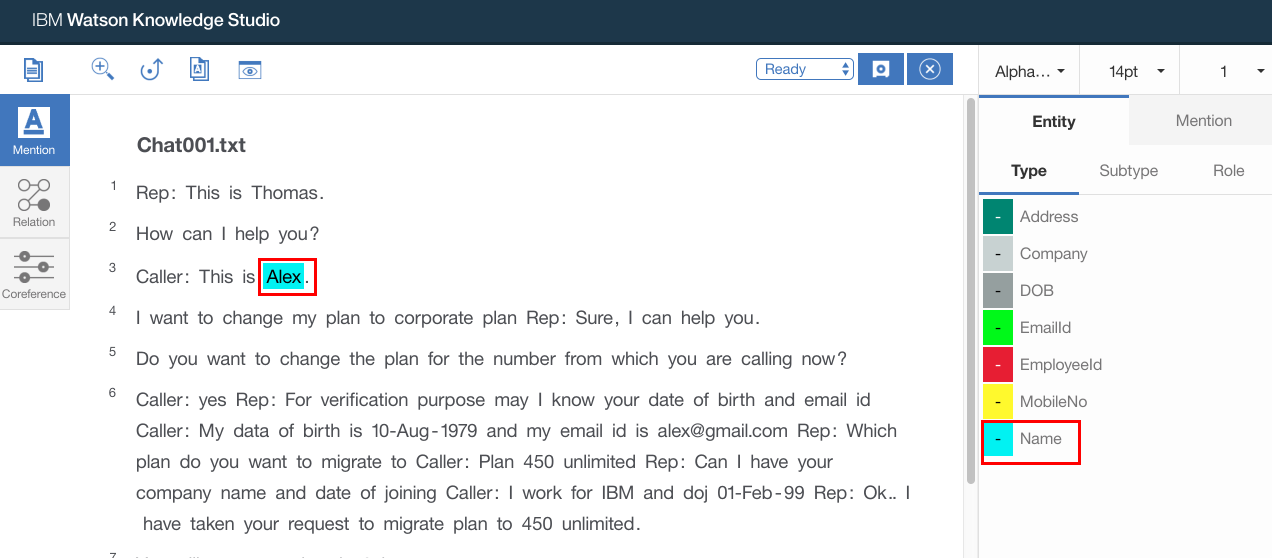 IBM Watson Knowledge Studio
Ready
Alpha...
14pt
1
Mention
Relation
Coreference
Chat001.txt
1 Rep: This is Thomas.
2 How can I help you?
3 Caller: This is Alex.
4 I want to change my plan to corporate plan Rep: Sure, I can help you.
5 Do you want to change the plan for the number from which you are calling now?
6 Caller: yes Rep: For verification purpose may I know your date of birth and email id
Caller: My data of birth is 10-Aug-1979 and my email id is alex@gmail.com Rep: Which
plan do you want to migrate to Caller: Plan 450 unlimited Rep: Can I have your
company name and date of joining Caller: I work for IBM and doj 01-Feb-99 Rep: Ok.. I
have taken your request to migrate plan to 450 unlimited.
7
Entity
Mention
Type
Subtype
Role
- Address
- Company
- DOB
- EmailId
- EmployeeId
- MobileNo
- Name